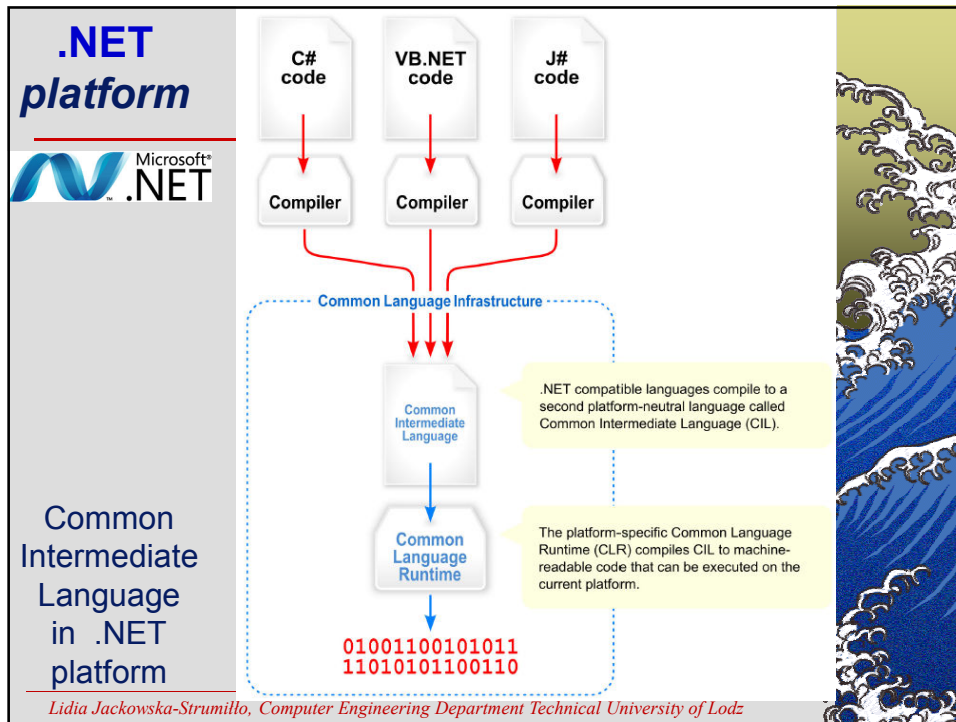 .NET
platform
Microsoft®
.NET
™
C#
code
VB.NET
code
J#
code
Compiler
Compiler
Compiler
Common Language Infrastructure
Common
Intermediate
Language
.NET compatible languages compile to a
second platform-neutral language called
Common Intermediate Language (CIL).
Common
Language
Runtime
The platform-specific Common Language
Runtime (CLR) compiles CIL to machine-
readable code that can be executed on the
current platform.
01001100101011
11010101100110
Common
Intermediate
Language
in .NET
platform
Lidia Jackowska-Strumiłło, Computer Engineering Department Technical University of Lodz